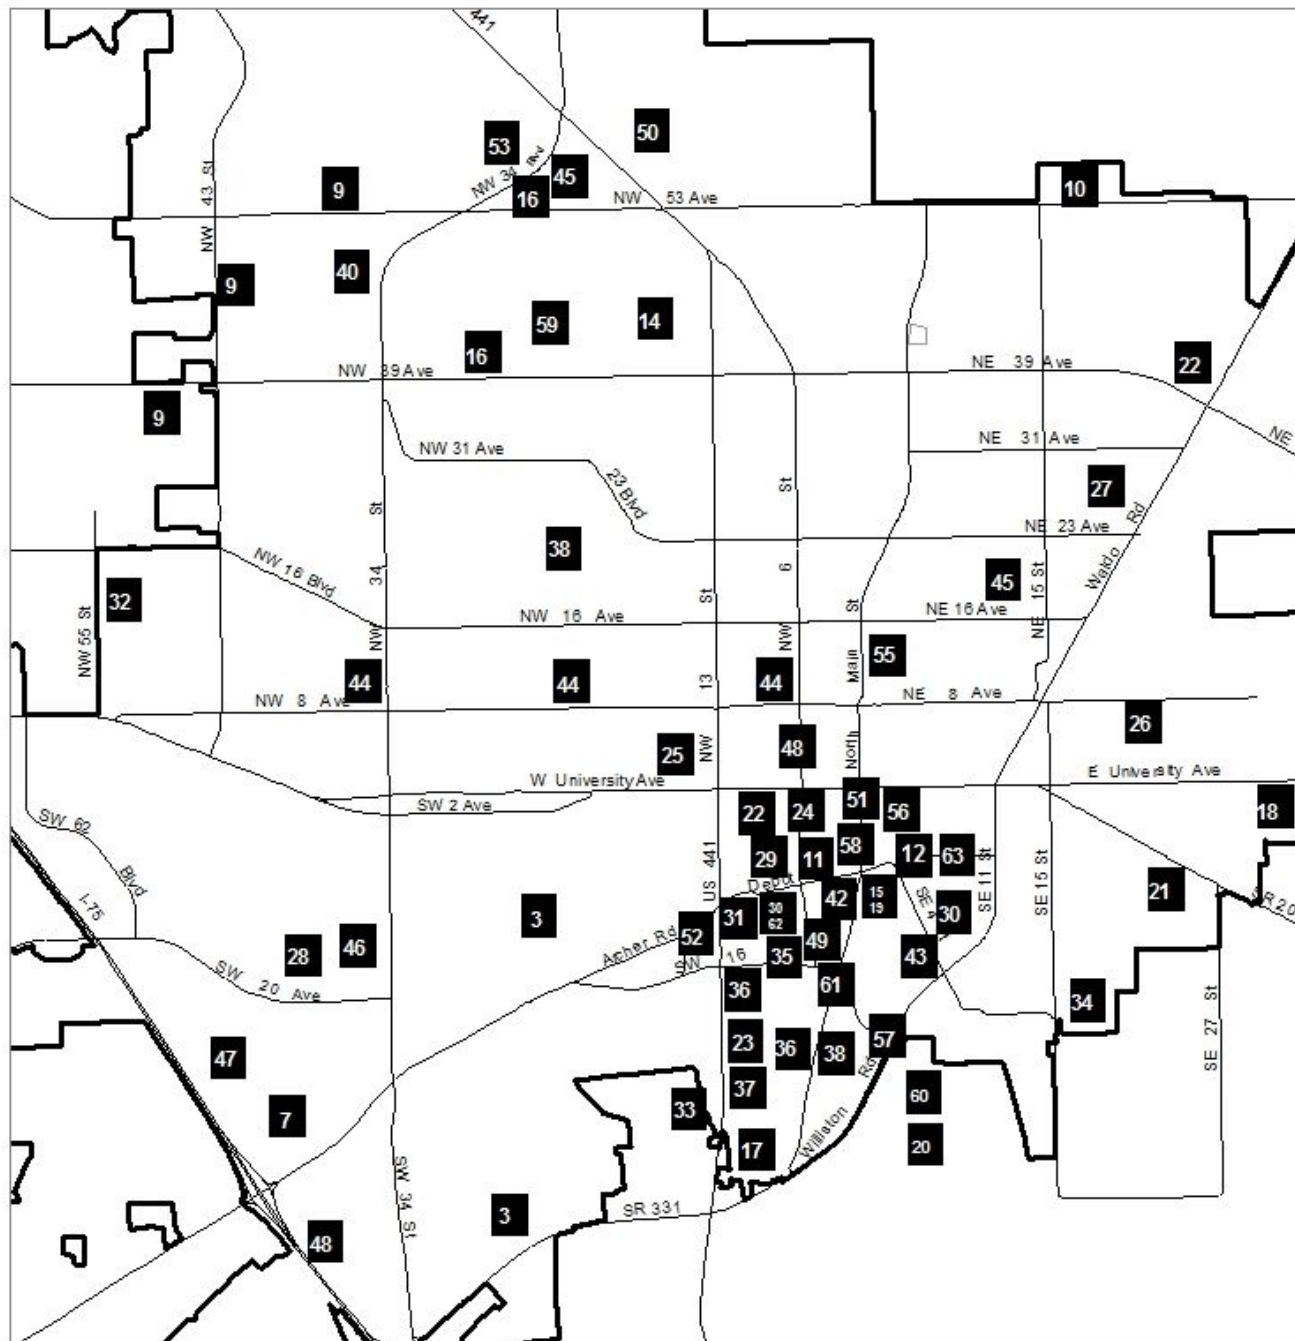 441
50
53
NW 34 Blvd
45
NW 43 St
9
16
NW 53 Ave
10
40
9
59
14
16
NW 39 Ave
NE 39 Ave
22
9
NW 31 Ave
NE 31 Ave
NE
23 Blvd
27
NW 34 St
NW 6 St
NE 23 Ave
Waldo Rd
38
NW 16 Blvd
45
32
NW 55 St
NW 13 St
NE 15 St
NW 16 Ave
NE 16 Ave
North Main St
55
44
44
44
NW 8 Ave
NE 8 Ave
26
25
48
W University Ave
E University Ave
SW 2 Ave
22
24
51
56
18
SW 62 Blvd
29
11
58
12
63
US 441
Depot
SE 4
SE 11 St
SE 15 St
21
SR 20
I-75
3
31
30
62
42
15
19
30
Archer Rd
52
28
46
49
SW 16
35
43
SW 20 Ave
36
61
34
SE 27 St
47
23
36
38
57
7
37
60
33
Williston Rd
17
20
SW 34 St
3
SR 331
48